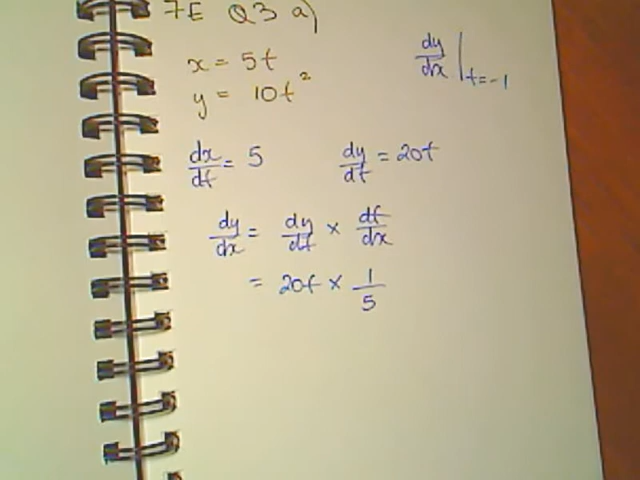 7E Q3 a)
x = 5t
y = 10t²
dy/dx |t=-1
dx/dt = 5 dy/dt = 20t
dy/dx = dy/dt × dt/dx
= 20t × 1/5